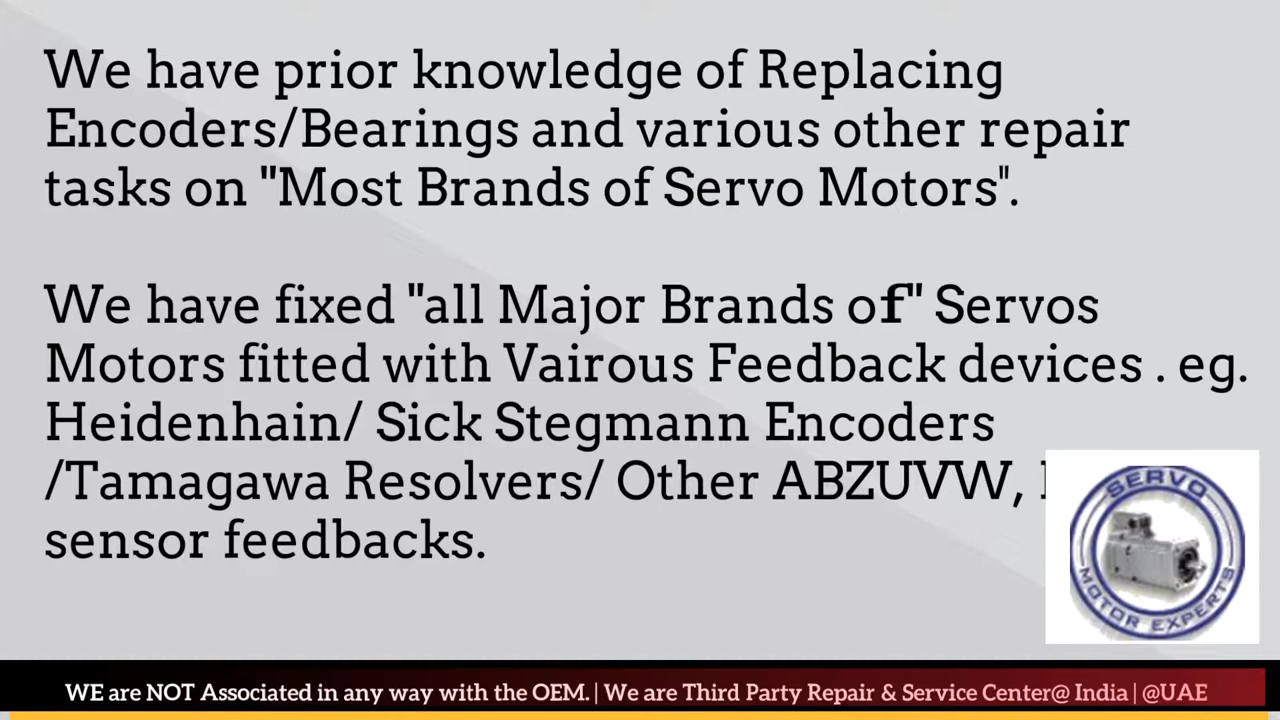 We have prior knowledge of Replacing
Encoders/Bearings and various other repair
tasks on "Most Brands of Servo Motors".
We have fixed "all Major Brands of" Servos
Motors fitted with Vairous Feedback devices . eg.
Heidenhain/ Sick Stegmann Encoders
/Tamagawa Resolvers/ Other ABZUVW,
sensor feedbacks.
SERVO
MOTOR EXPERTS
WE are NOT Associated in any way with the OEM. | We are Third Party Repair & Service Center@ India | @UAE